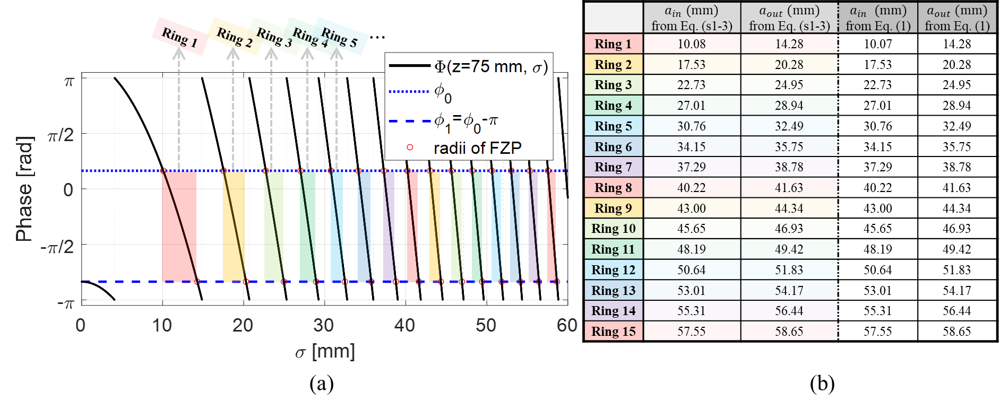 Ring 1 Ring 2 Ring 3 Ring 4 Ring 5 ...
Φ(z=75 mm, σ)
ϕ0
ϕ1=ϕ0-π
radii of FZP
π
π/2
0
-π/2
-π
Phase [rad]
0 10 20 30 40 50 60
σ [mm]
(a)
a_in (mm) a_out (mm) a_in (mm) a_out (mm)
from Eq. (s1-3) from Eq. (s1-3) from Eq. (1) from Eq. (1)
Ring 1 10.08 14.28 10.07 14.28
Ring 2 17.53 20.28 17.53 20.28
Ring 3 22.73 24.95 22.73 24.95
Ring 4 27.01 28.94 27.01 28.94
Ring 5 30.76 32.49 30.76 32.49
Ring 6 34.15 35.75 34.15 35.75
Ring 7 37.29 38.78 37.29 38.78
Ring 8 40.22 41.63 40.22 41.63
Ring 9 43.00 44.34 43.00 44.34
Ring 10 45.65 46.93 45.65 46.93
Ring 11 48.19 49.42 48.19 49.42
Ring 12 50.64 51.83 50.64 51.83
Ring 13 53.01 54.17 53.01 54.17
Ring 14 55.31 56.44 55.31 56.44
Ring 15 57.55 58.65 57.55 58.65
(b)